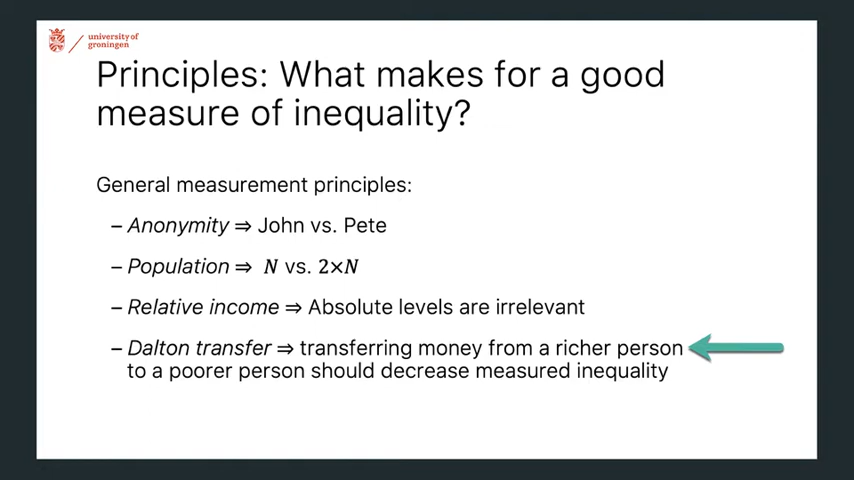 university of
groningen
Principles: What makes for a good
measure of inequality?
General measurement principles:
– Anonymity ⇒ John vs. Pete
– Population ⇒ N vs. 2×N
– Relative income ⇒ Absolute levels are irrelevant
– Dalton transfer ⇒ transferring money from a richer person
to a poorer person should decrease measured inequality